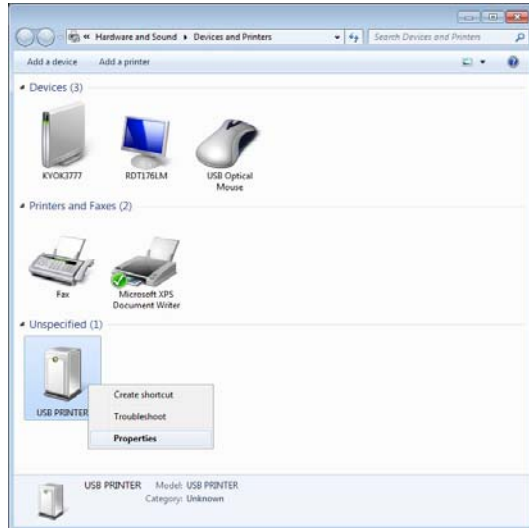 « Hardware and Sound ▸ Devices and Printers
Search Devices and Printers
Add a device Add a printer
Devices (3)
KYOK3777
RDT176LM
USB Optical
Mouse
Printers and Faxes (2)
Fax
Microsoft XPS
Document Writer
Unspecified (1)
USB PRINTER
Create shortcut
Troubleshoot
Properties
USB PRINTER Model: USB PRINTER
Category: Unknown